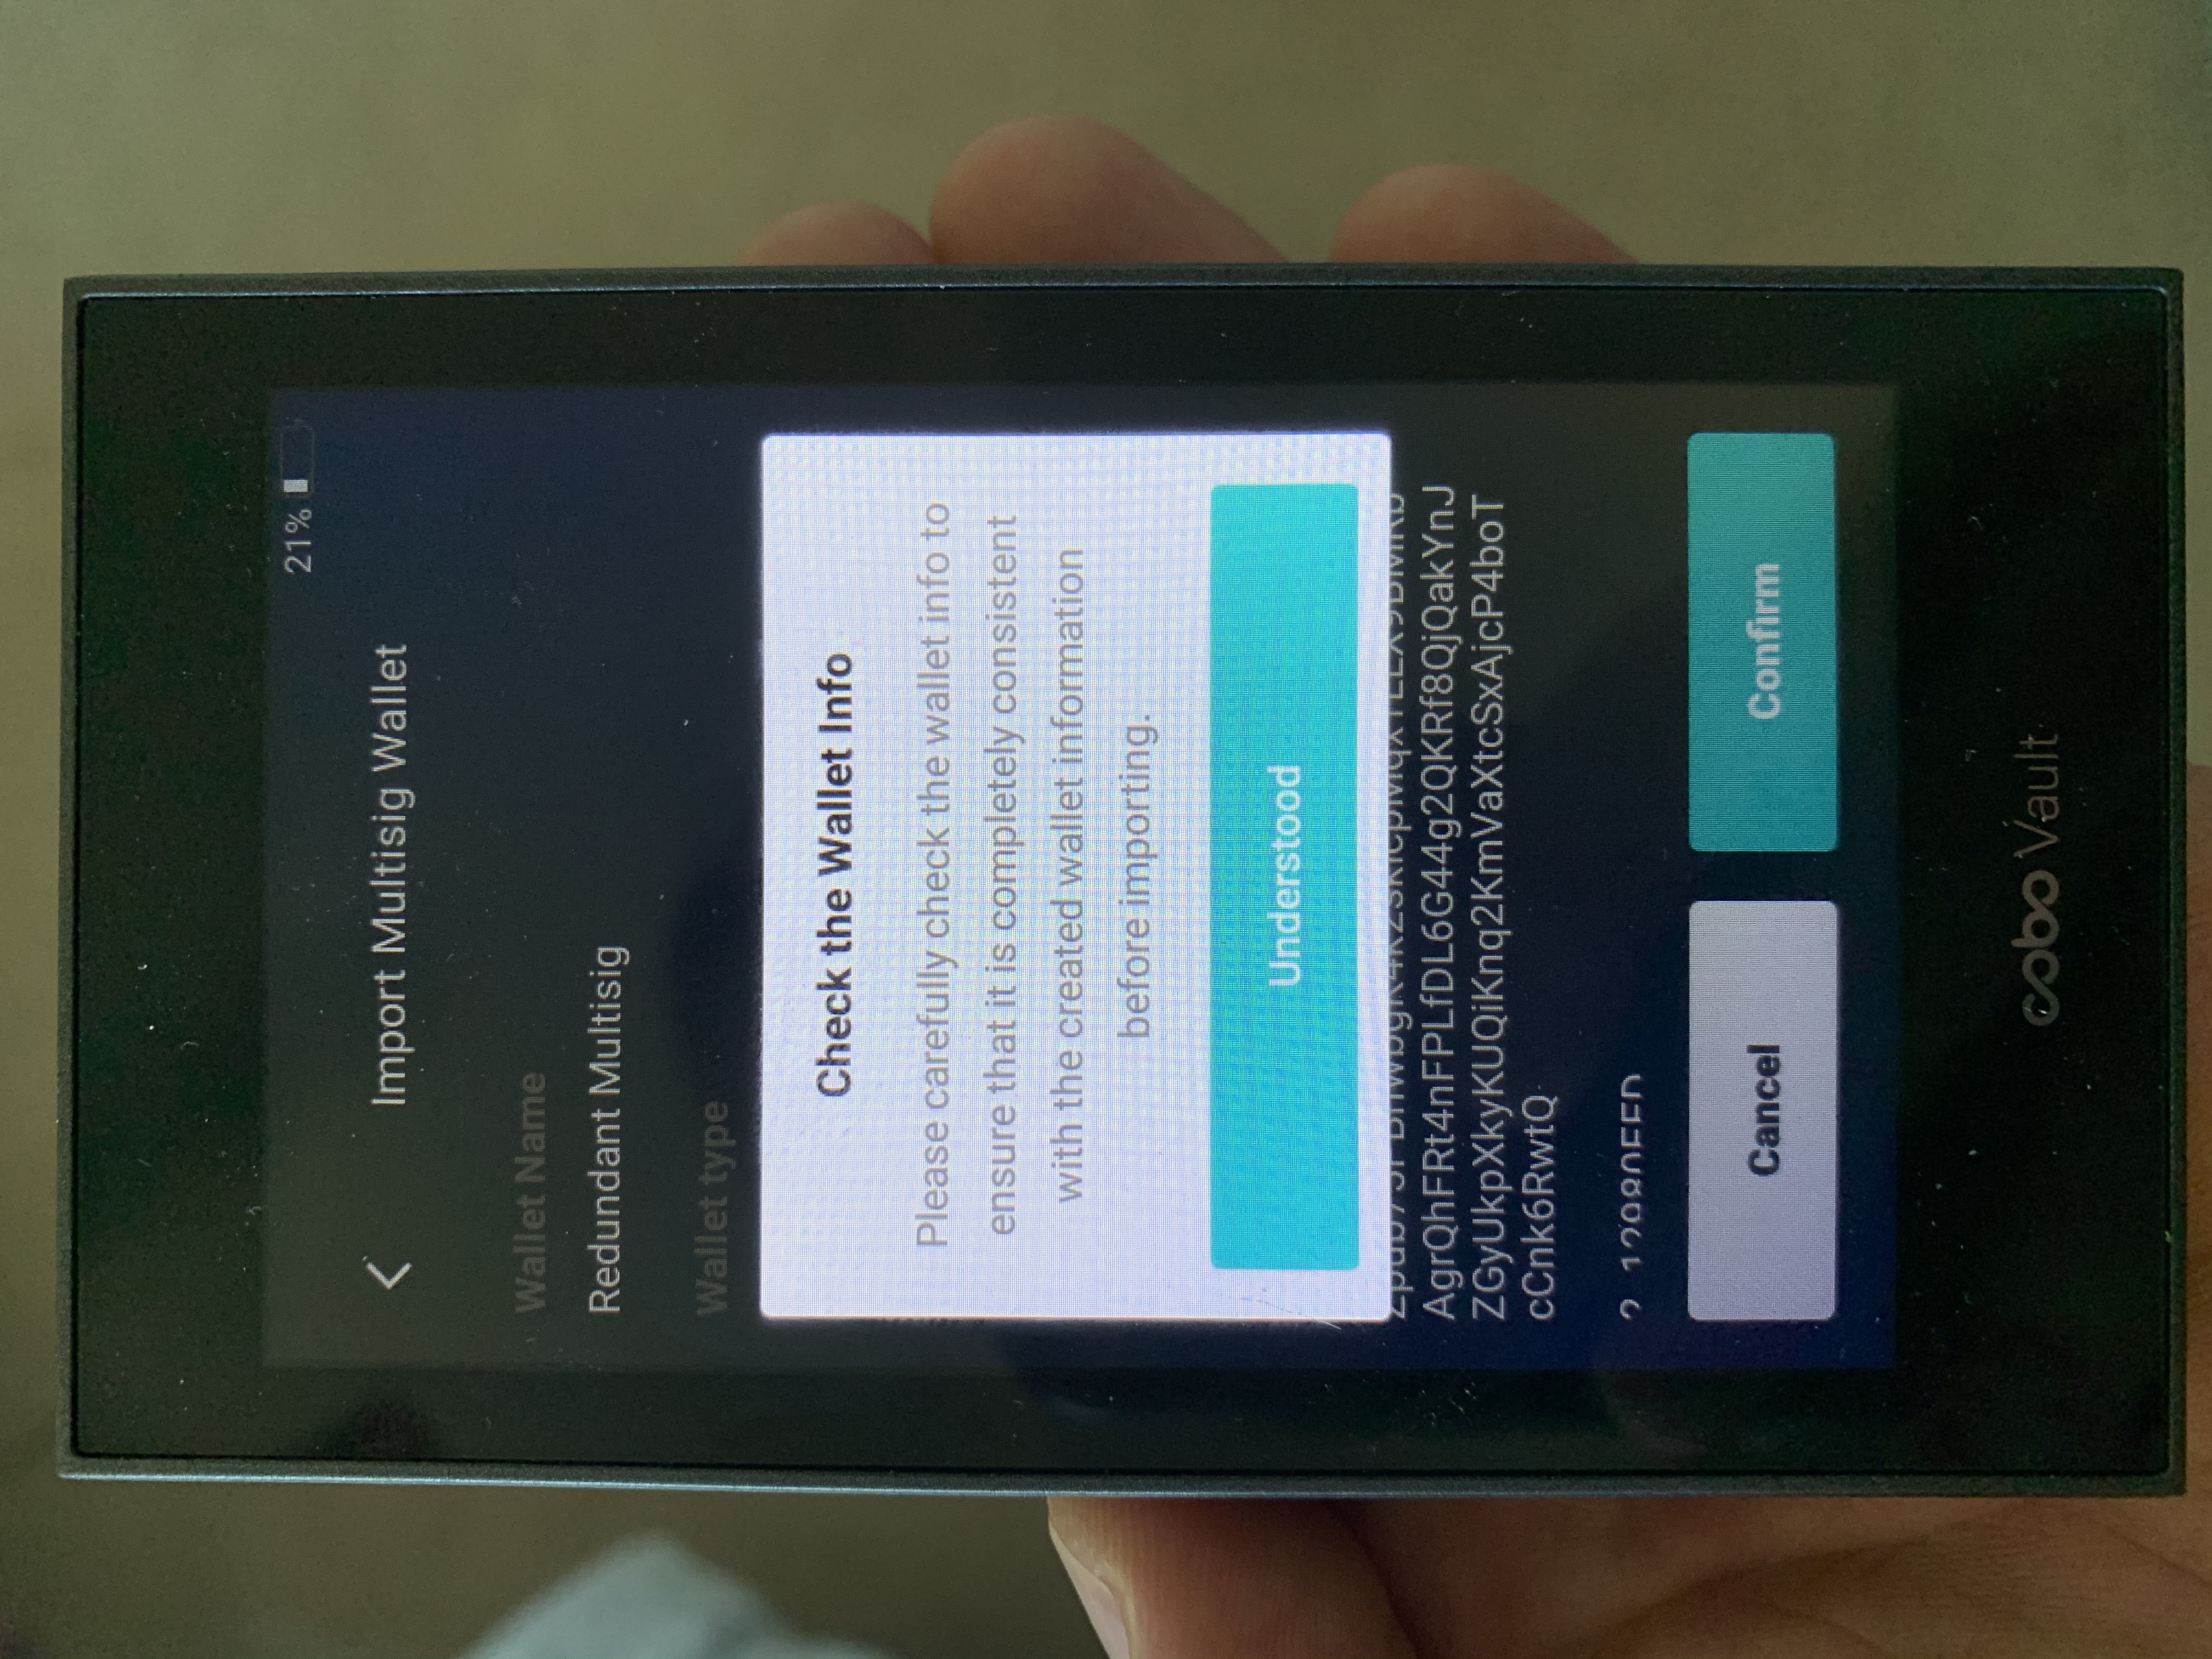 21%
Import Multisig Wallet
Wallet Name
Redundant Multisig
Wallet type
Check the Wallet Info
Please carefully check the wallet info to
ensure that it is completely consistent
with the created wallet information
before importing.
Understood
AgrQhFRt4nFPLfDL6G44g2QKRf8QjQakYnJ
ZGyUkpXkyKUQiKnq2KmVaXtcSxAjcP4boT
cCnk6RwtQ
Cancel
Confirm
cobo Vault